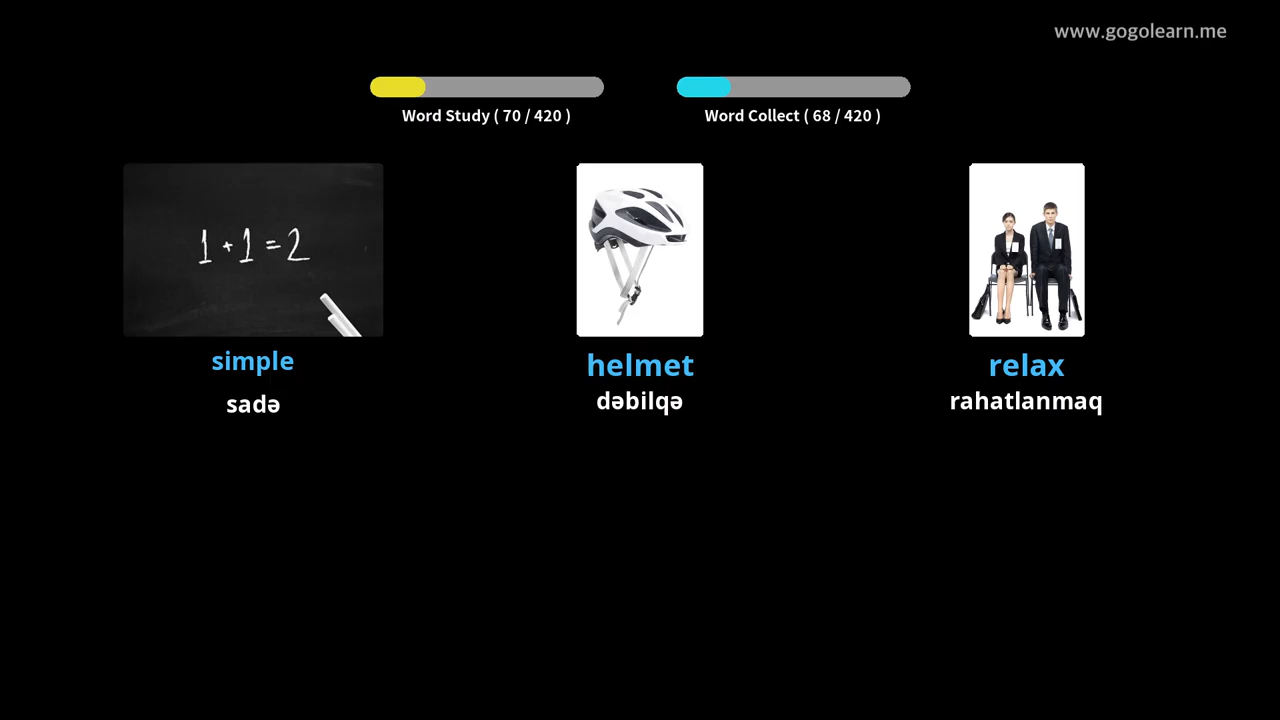 www.gogolearn.me
Word Study ( 70 / 420 )
Word Collect ( 68 / 420 )
1 + 1 = 2
simple
sadə
helmet
dəbilqə
relax
rahatlanmaq